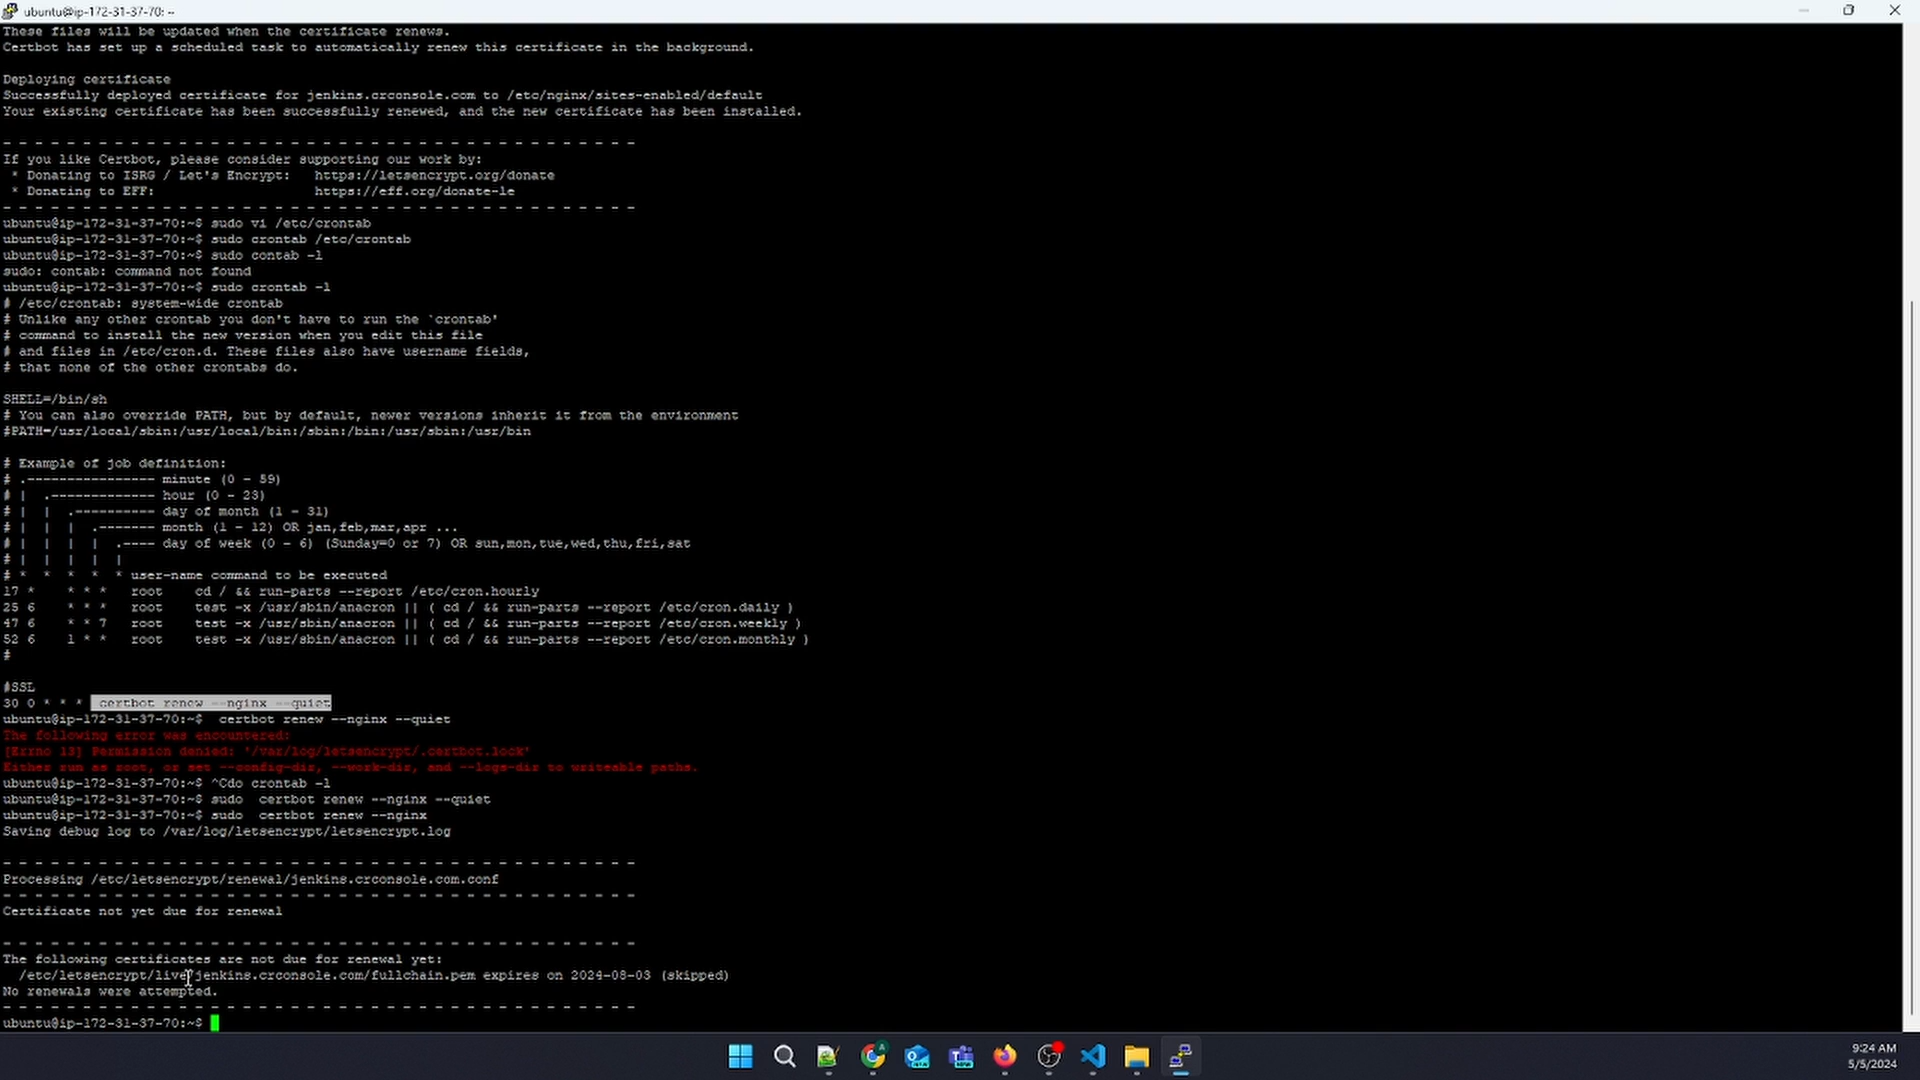 ubuntu@ip-172-31-37-70: ~
These files will be updated when the certificate renews.
Certbot has set up a scheduled task to automatically renew this certificate in the background.
Deploying certificate
Successfully deployed certificate for jenkins.crconsole.com to /etc/nginx/sites-enabled/default
Your existing certificate has been successfully renewed, and the new certificate has been installed.
- - - - - - - - - - - - - - - - - - - - - - - - - - - - - - - - - - - - - - - -
If you like Certbot, please consider supporting our work by:
* Donating to ISRG / Let's Encrypt:   https://letsencrypt.org/donate
* Donating to EFF:                    https://eff.org/donate-le
- - - - - - - - - - - - - - - - - - - - - - - - - - - - - - - - - - - - - - - -
ubuntu@ip-172-31-37-70:~$ sudo vi /etc/crontab
ubuntu@ip-172-31-37-70:~$ sudo crontab /etc/crontab
ubuntu@ip-172-31-37-70:~$ sudo contab -l
sudo: contab: command not found
ubuntu@ip-172-31-37-70:~$ sudo crontab -l
# /etc/crontab: system-wide crontab
# Unlike any other crontab you don't have to run the `crontab'
# command to install the new version when you edit this file
# and files in /etc/cron.d. These files also have username fields,
# that none of the other crontabs do.
SHELL=/bin/sh
# You can also override PATH, but by default, newer versions inherit it from the environment
#PATH=/usr/local/sbin:/usr/local/bin:/sbin:/bin:/usr/sbin:/usr/bin
# Example of job definition:
# .---------------- minute (0 - 59)
# |  .------------- hour (0 - 23)
# |  |  .---------- day of month (1 - 31)
# |  |  |  .------- month (1 - 12) OR jan,feb,mar,apr ...
# |  |  |  |  .---- day of week (0 - 6) (Sunday=0 or 7) OR sun,mon,tue,wed,thu,fri,sat
# |  |  |  |  |
# *  *  *  *  * user-name command to be executed
17 *    * * *   root    cd / && run-parts --report /etc/cron.hourly
25 6    * * *   root    test -x /usr/sbin/anacron || ( cd / && run-parts --report /etc/cron.daily )
47 6    * * 7   root    test -x /usr/sbin/anacron || ( cd / && run-parts --report /etc/cron.weekly )
52 6    1 * *   root    test -x /usr/sbin/anacron || ( cd / && run-parts --report /etc/cron.monthly )
#
#SSL
30 0 * * *  certbot renew --nginx --quiet
ubuntu@ip-172-31-37-70:~$  certbot renew --nginx --quiet
The following error was encountered:
[Errno 13] Permission denied: '/var/log/letsencrypt/.certbot.lock'
Either run as root, or set --config-dir, --work-dir, and --logs-dir to writeable paths.
ubuntu@ip-172-31-37-70:~$ ^Cdo crontab -l
ubuntu@ip-172-31-37-70:~$ sudo  certbot renew --nginx --quiet
ubuntu@ip-172-31-37-70:~$ sudo  certbot renew --nginx
Saving debug log to /var/log/letsencrypt/letsencrypt.log
- - - - - - - - - - - - - - - - - - - - - - - - - - - - - - - - - - - - - - - -
Processing /etc/letsencrypt/renewal/jenkins.crconsole.com.conf
- - - - - - - - - - - - - - - - - - - - - - - - - - - - - - - - - - - - - - - -
Certificate not yet due for renewal
- - - - - - - - - - - - - - - - - - - - - - - - - - - - - - - - - - - - - - - -
The following certificates are not due for renewal yet:
/etc/letsencrypt/live/jenkins.crconsole.com/fullchain.pem expires on 2024-08-03 (skipped)
No renewals were attempted.
- - - - - - - - - - - - - - - - - - - - - - - - - - - - - - - - - - - - - - - -
ubuntu@ip-172-31-37-70:~$
9:24 AM
5/5/2024